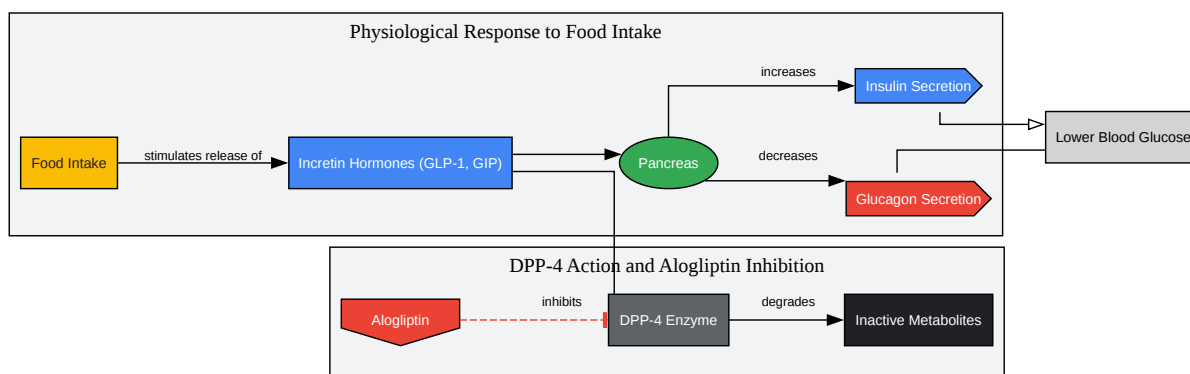 Physiological Response to Food Intake
increases
Insulin Secretion
Lower Blood Glucose
Food Intake
stimulates release of
Incretin Hormones (GLP-1, GIP)
Pancreas
decreases
Glucagon Secretion
DPP-4 Action and Alogliptin Inhibition
Alogliptin
inhibits
DPP-4 Enzyme
degrades
Inactive Metabolites